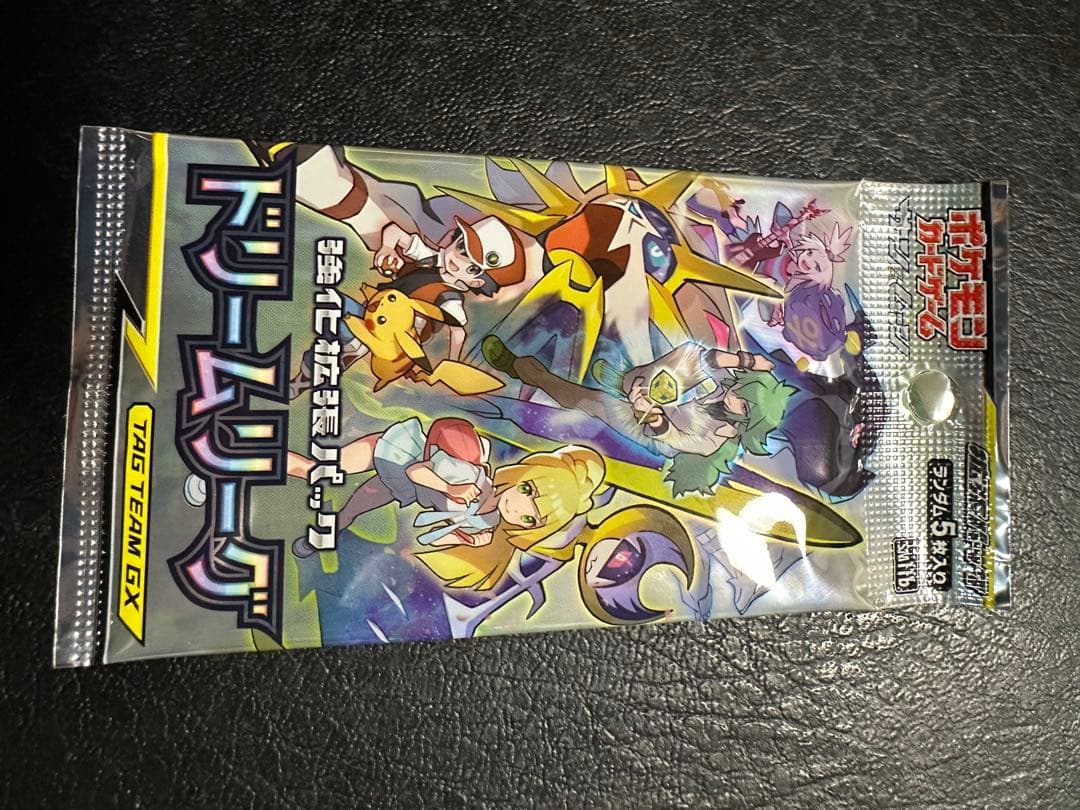 ポケモン
カードゲーム
ランダム5枚入り
SM11b
強化拡張パック
ドリームリーグ
TAG TEAM GX